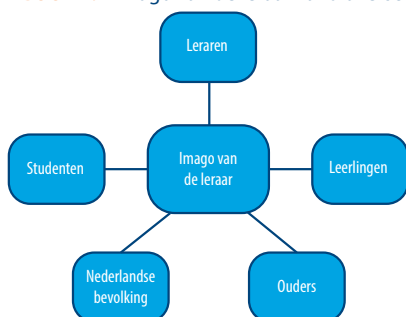 Leraren
Studenten
Imago van
de leraar
Leerlingen
Nederlandse
bevolking
Ouders